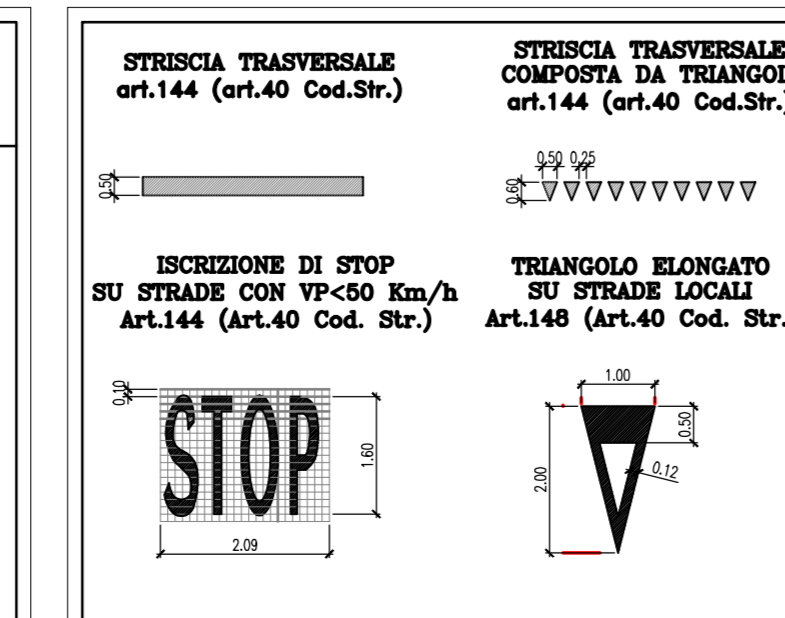 STRISCIA TRASVERSALE
art.144 (art.40 Cod.Str.)
0.50
STRISCIA TRASVERSALE
COMPOSTA DA TRIANGOL
art.144 (art.40 Cod.Str.)
0.50 0.25
0.60
ISCRIZIONE DI STOP
SU STRADE CON VP<50 Km/h
Art.144 (Art.40 Cod. Str.)
0.10
STOP
1.60
2.09
TRIANGOLO ELONGATO
SU STRADE LOCALI
Art.148 (Art.40 Cod. Str.
1.00
0.50
2.00
0.12